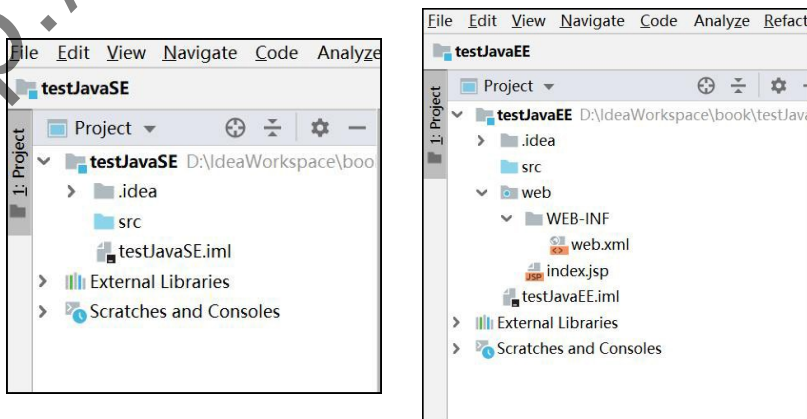 File Edit View Navigate Code Analyze
testJavaSE
1: Project
Project
testJavaSE D:\IdeaWorkspace\boo
.idea
src
testJavaSE.iml
External Libraries
Scratches and Consoles
File Edit View Navigate Code Analyze Refact
testJavaEE
1: Project
Project
testJavaEE D:\IdeaWorkspace\book\testJava
.idea
src
web
WEB-INF
web.xml
JSP index.jsp
testJavaEE.iml
External Libraries
Scratches and Consoles